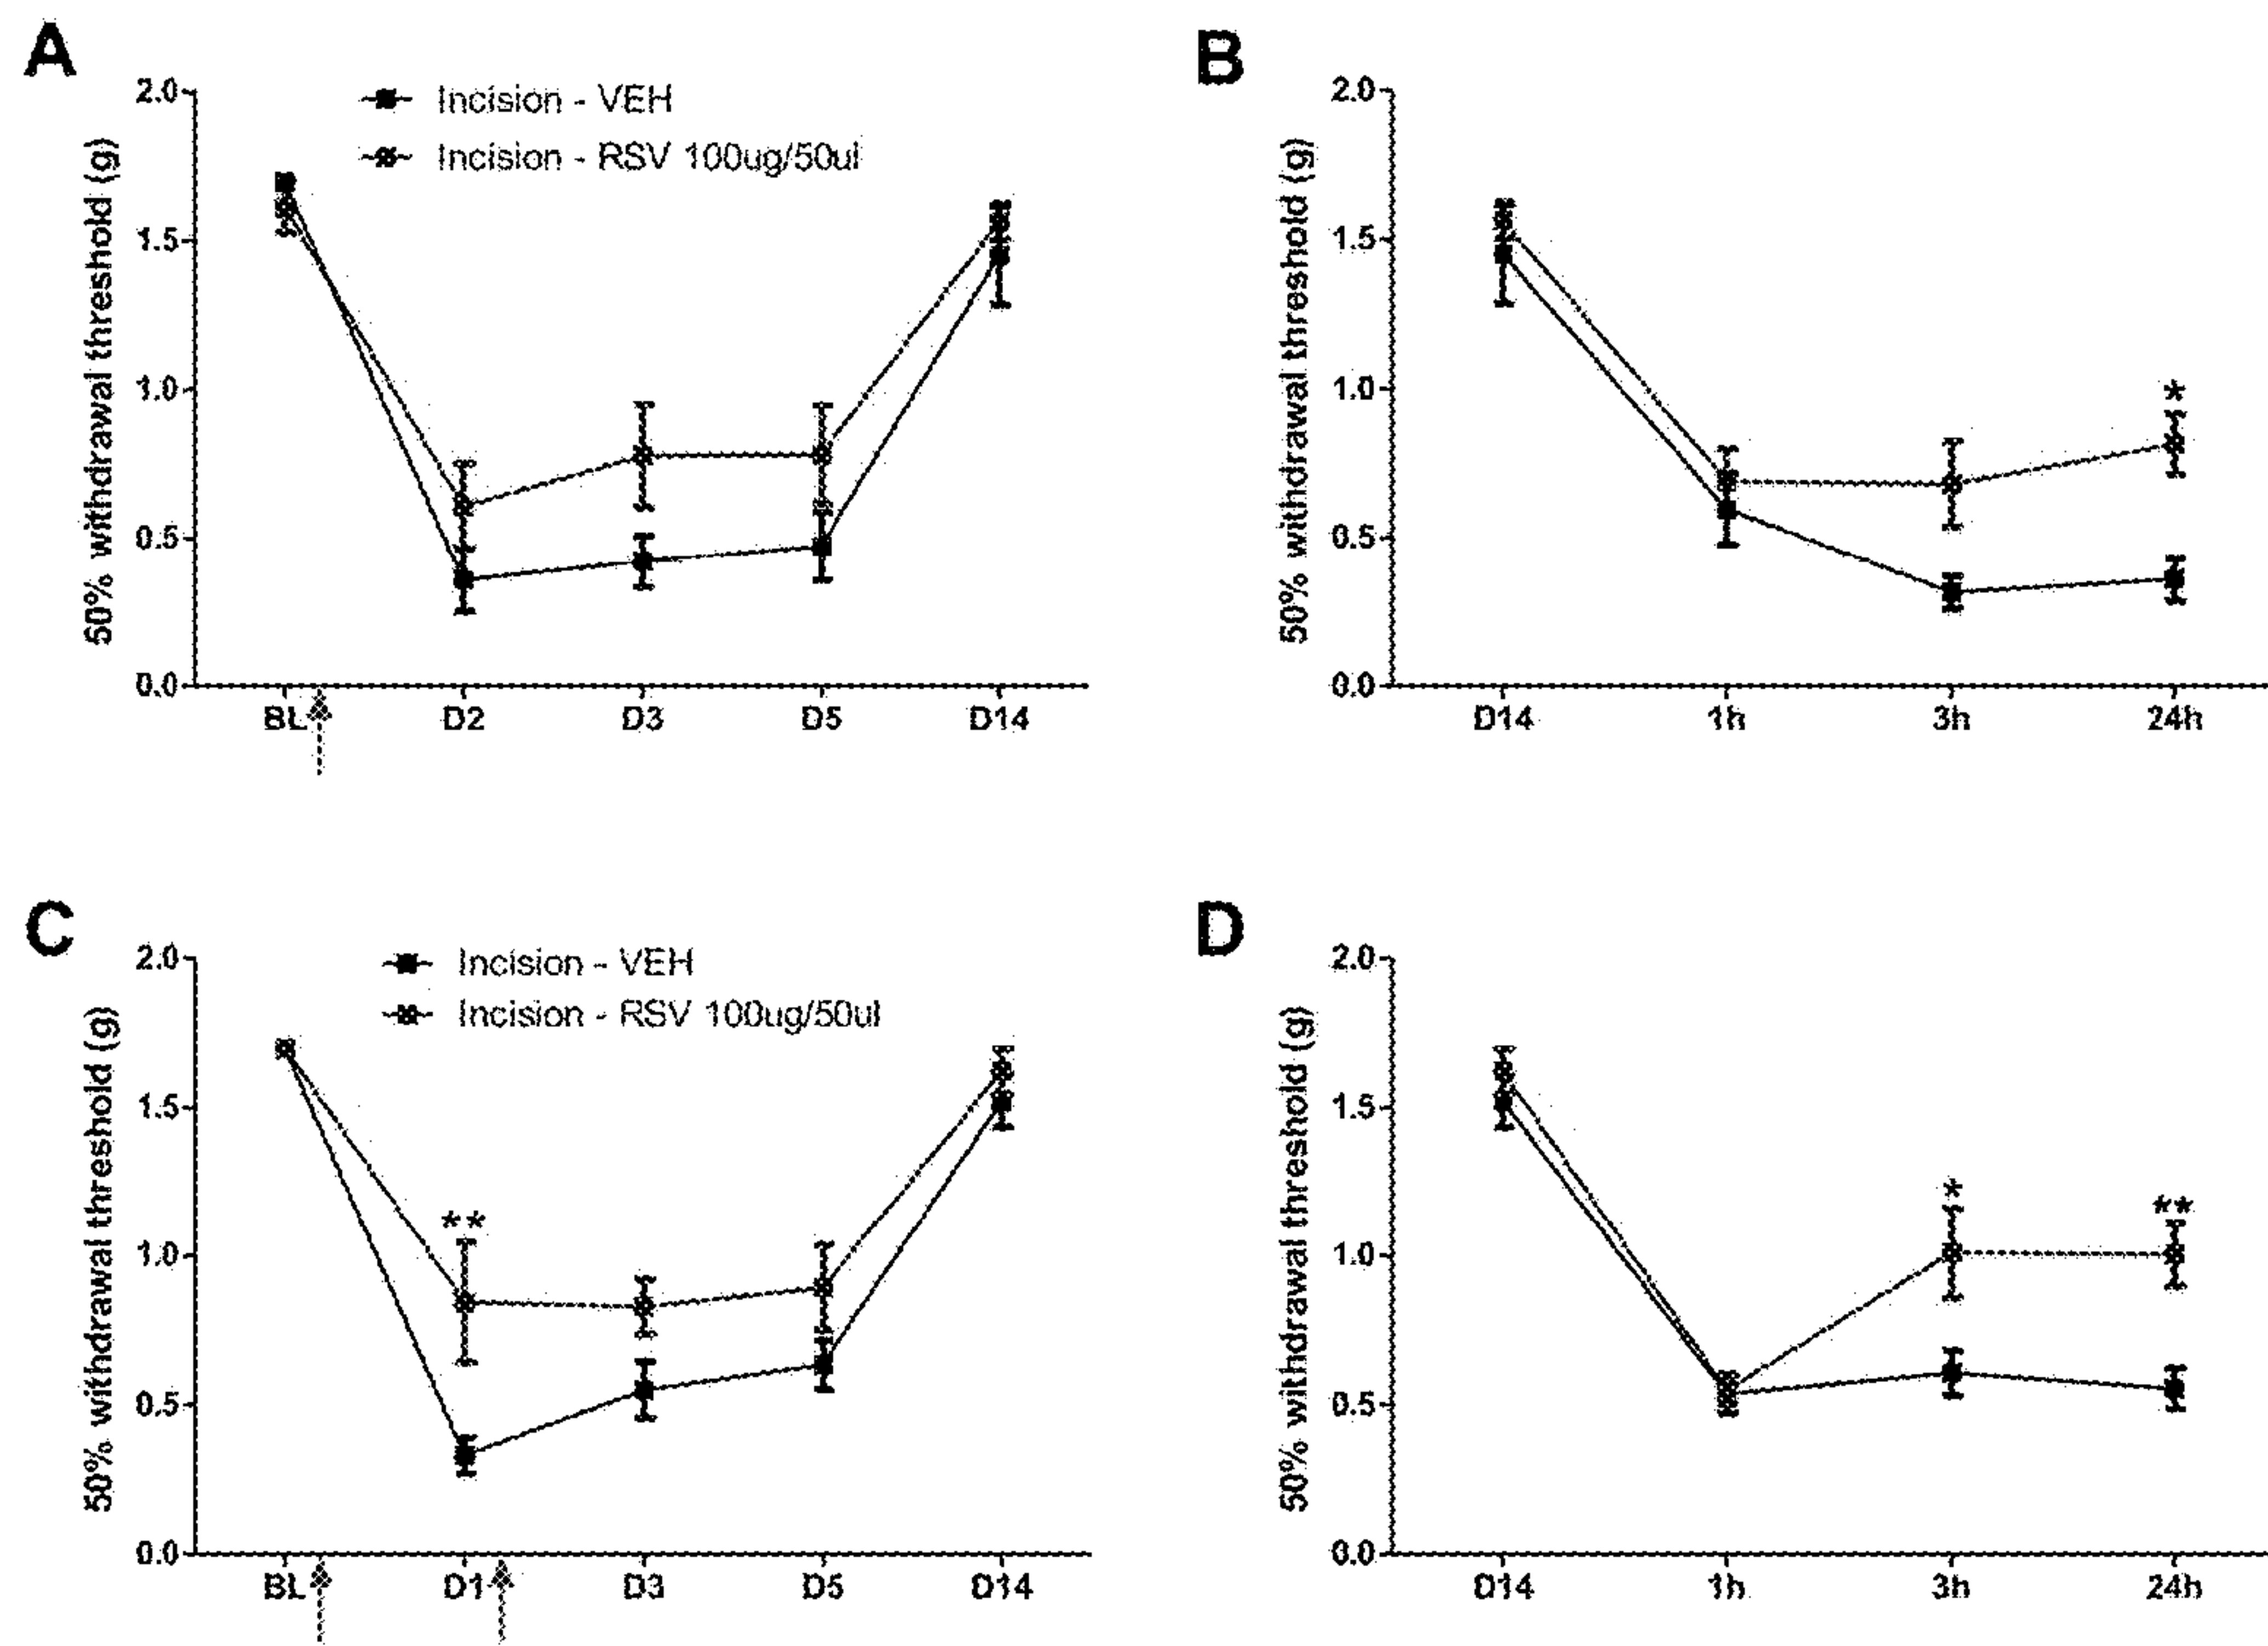 A
2.0
1.5
1.0
0.5
0.0
50% withdrawal threshold (g)
Incision - VEH
Incision - RSV 100ug/50ul
BL D2 D3 D5 D14
B
2.0
1.5
1.0
0.5
0.0
50% withdrawal threshold (g)
*
D14 1h 3h 24h
C
2.0
1.5
1.0
0.5
0.0
50% withdrawal threshold (g)
Incision - VEH
Incision - RSV 100ug/50ul
**
BL D1 D3 D5 D14
D
2.0
1.5
1.0
0.5
0.0
50% withdrawal threshold (g)
* **
D14 1h 3h 24h